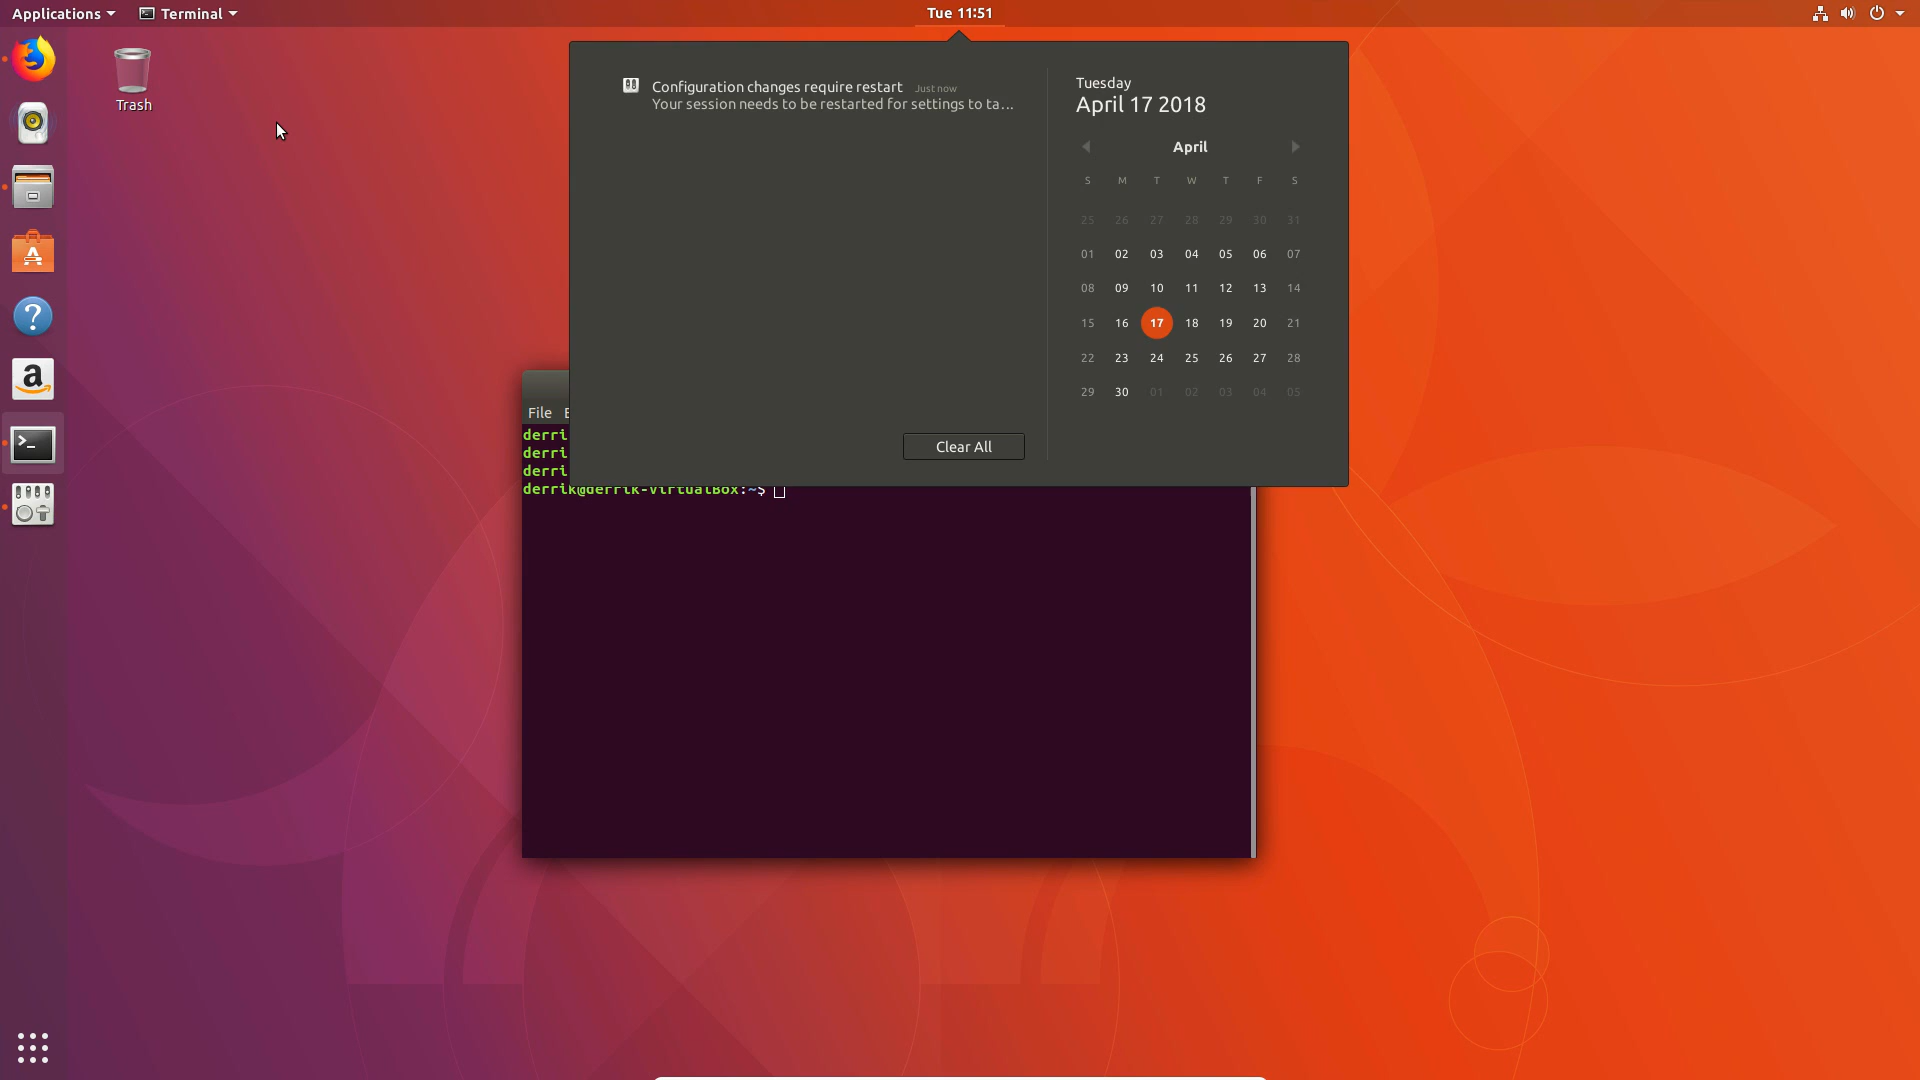 Applications Terminal Tue 11:51
Trash
Configuration changes require restart Just now
Your session needs to be restarted for settings to ta...
Clear All
Tuesday
April 17 2018
April
S M T W T F S
25 26 27 28 29 30 31
01 02 03 04 05 06 07
08 09 10 11 12 13 14
15 16 17 18 19 20 21
22 23 24 25 26 27 28
29 30 01 02 03 04 05
File E
derri
derri
derri
derrik@derrik-VirtualBox:~$